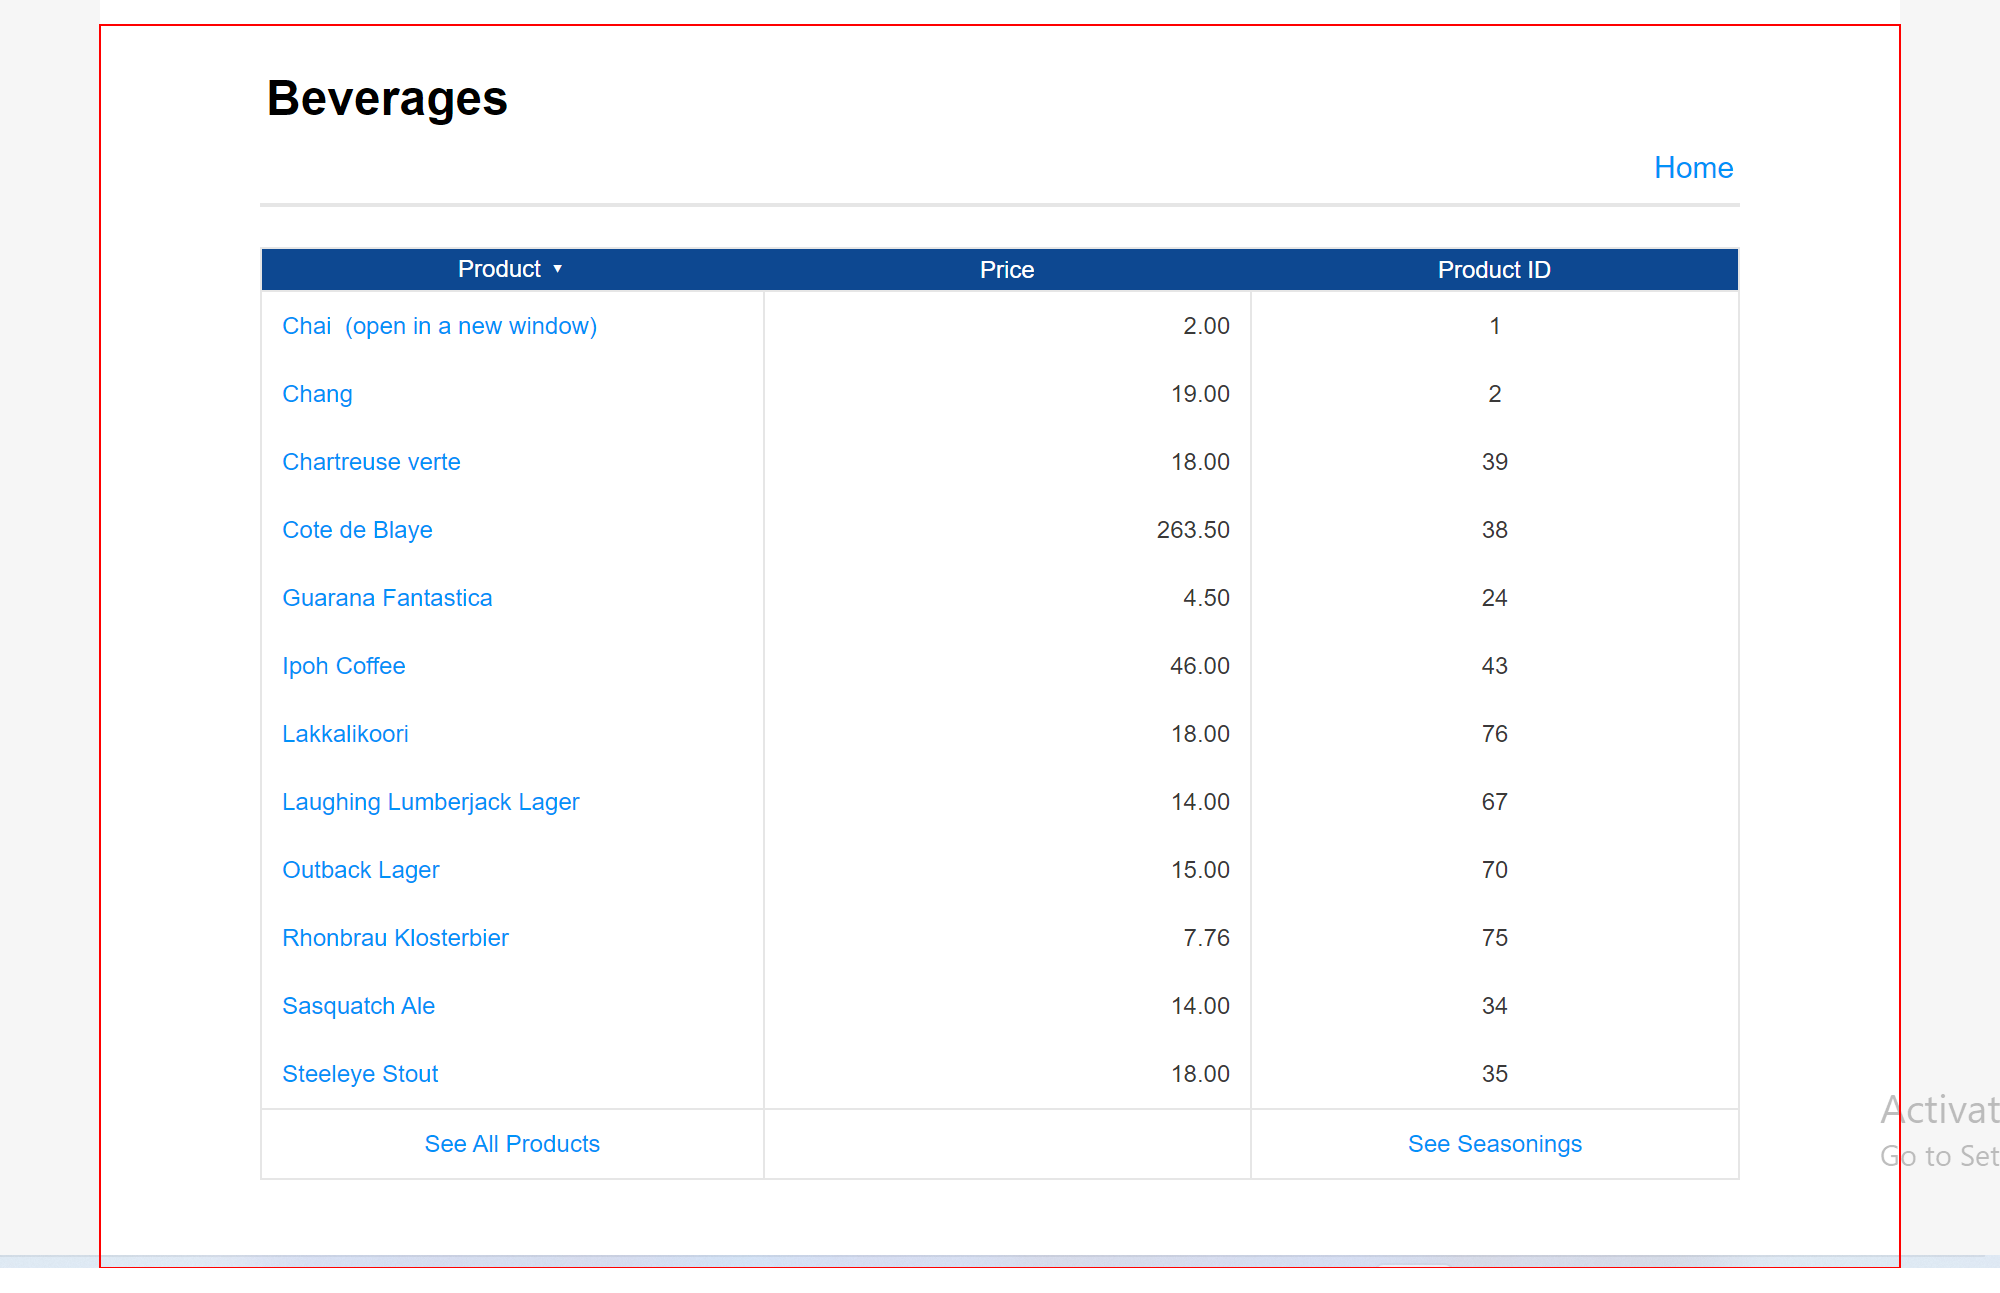 Beverages
Home
Product ▼ Price Product ID
Chai (open in a new window) 2.00 1
Chang 19.00 2
Chartreuse verte 18.00 39
Cote de Blaye 263.50 38
Guarana Fantastica 4.50 24
Ipoh Coffee 46.00 43
Lakkalikoori 18.00 76
Laughing Lumberjack Lager 14.00 67
Outback Lager 15.00 70
Rhonbrau Klosterbier 7.76 75
Sasquatch Ale 14.00 34
Steeleye Stout 18.00 35
See All Products See Seasonings
Activat
Go to Set